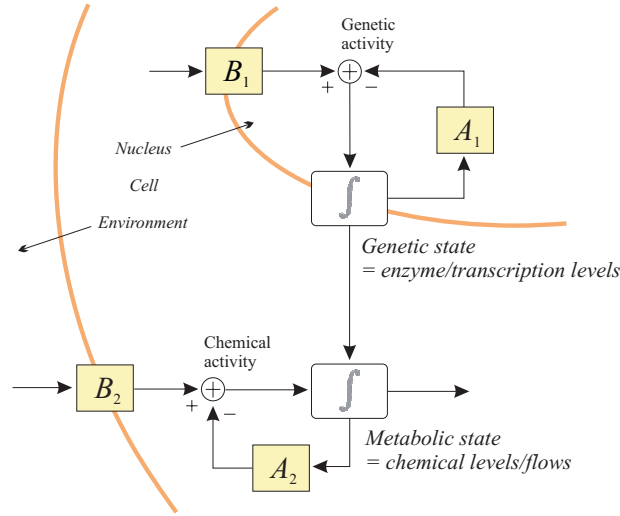 Genetic
activity
B₁
+
−
A₁
Nucleus
Cell
Environment
∫
Genetic state
= enzyme/transcription levels
Chemical
activity
B₂
+
−
∫
A₂
Metabolic state
= chemical levels/flows